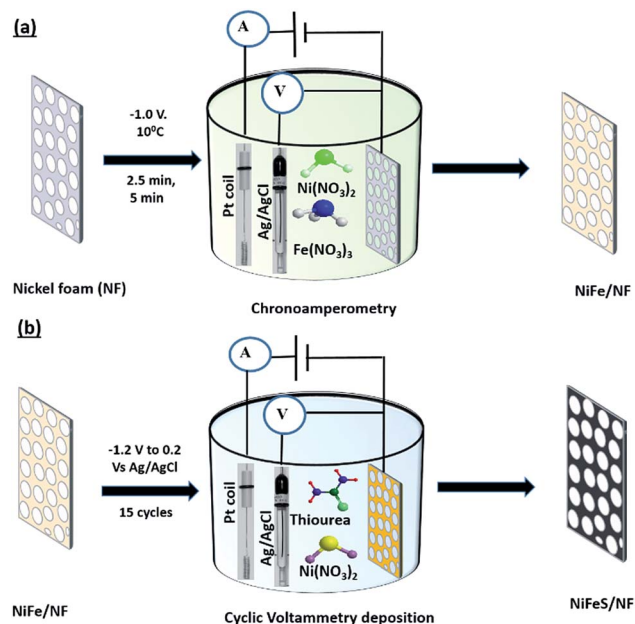 (a)
A
-1.0 V.
10⁰C
V
2.5 min,
5 min
Pt coil
Ag/AgCl
Ni(NO₃)₂
Fe(NO₃)₃
Nickel foam (NF)
Chronoamperometry
NiFe/NF
(b)
A
-1.2 V to 0.2
Vs Ag/AgCl
V
15 cycles
Pt coil
Ag/AgCl
Thiourea
Ni(NO₃)₂
NiFe/NF
Cyclic Voltammetry deposition
NiFeS/NF